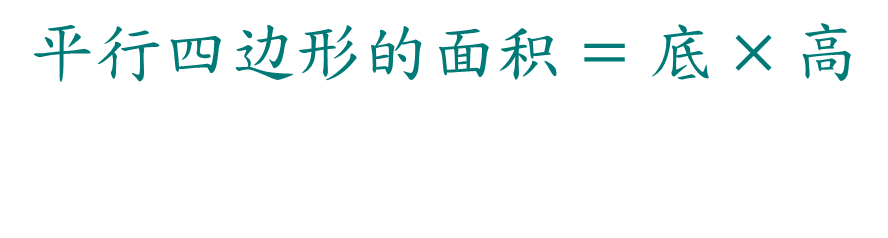 平行四边形的面积 = 底 × 高